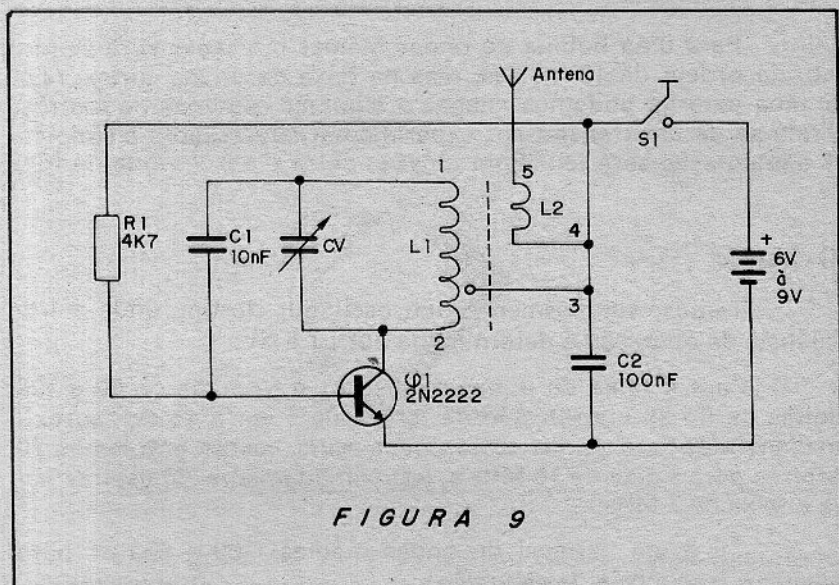 Antena
S1
1
5
R1
4K7
C1
10nF
CV
L1
L2
4
+
6V
à
9V
3
2
C2
100nF
φ1
2N2222
FIGURA 9